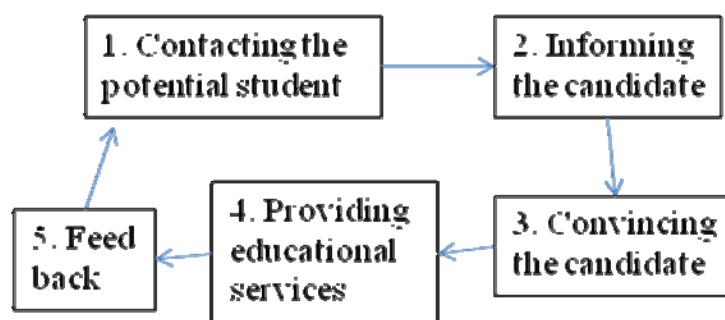 1. Contacting the
potential student
2. Informing
the candidate
3. Convincing
the candidate
4. Providing
educational
services
5. Feed
back